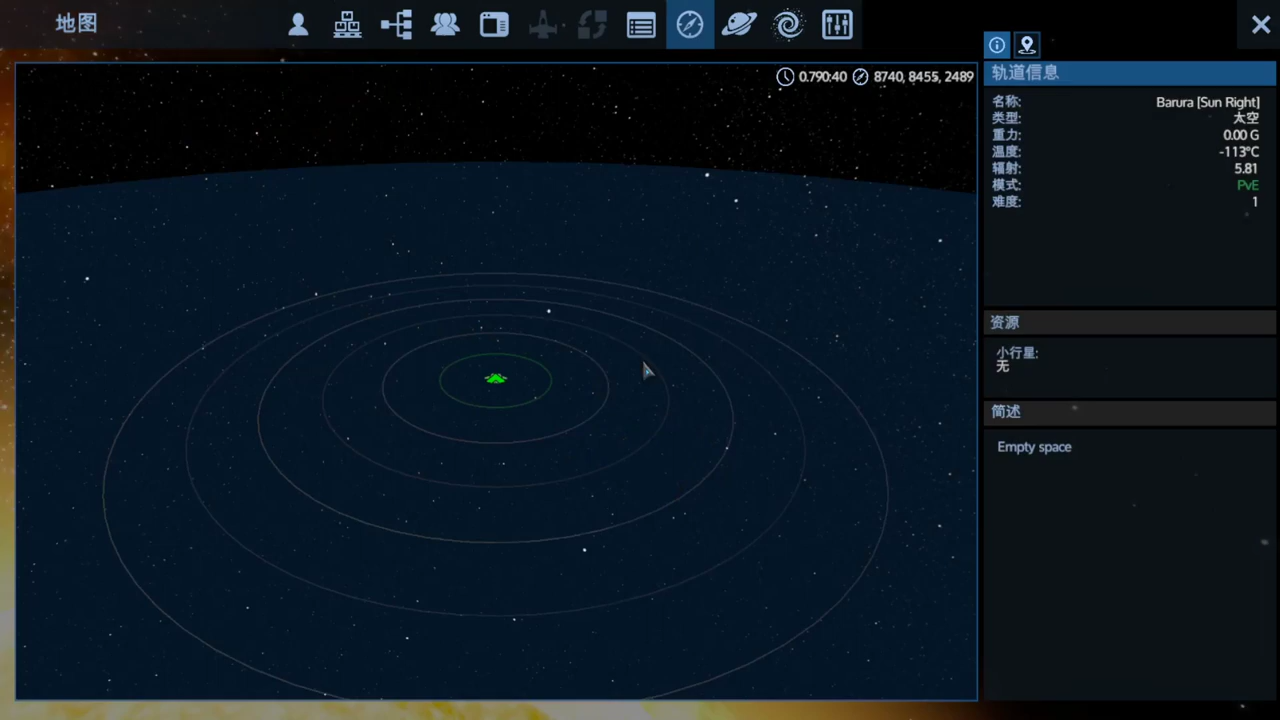 地图
0.790:40 8740, 8455, 2489
轨道信息
名称: Barura [Sun Right]
类型: 太空
重力: 0.00 G
温度: -113°C
辐射: 5.81
模式: PvE
难度: 1
资源
小行星:
无
简述
Empty space